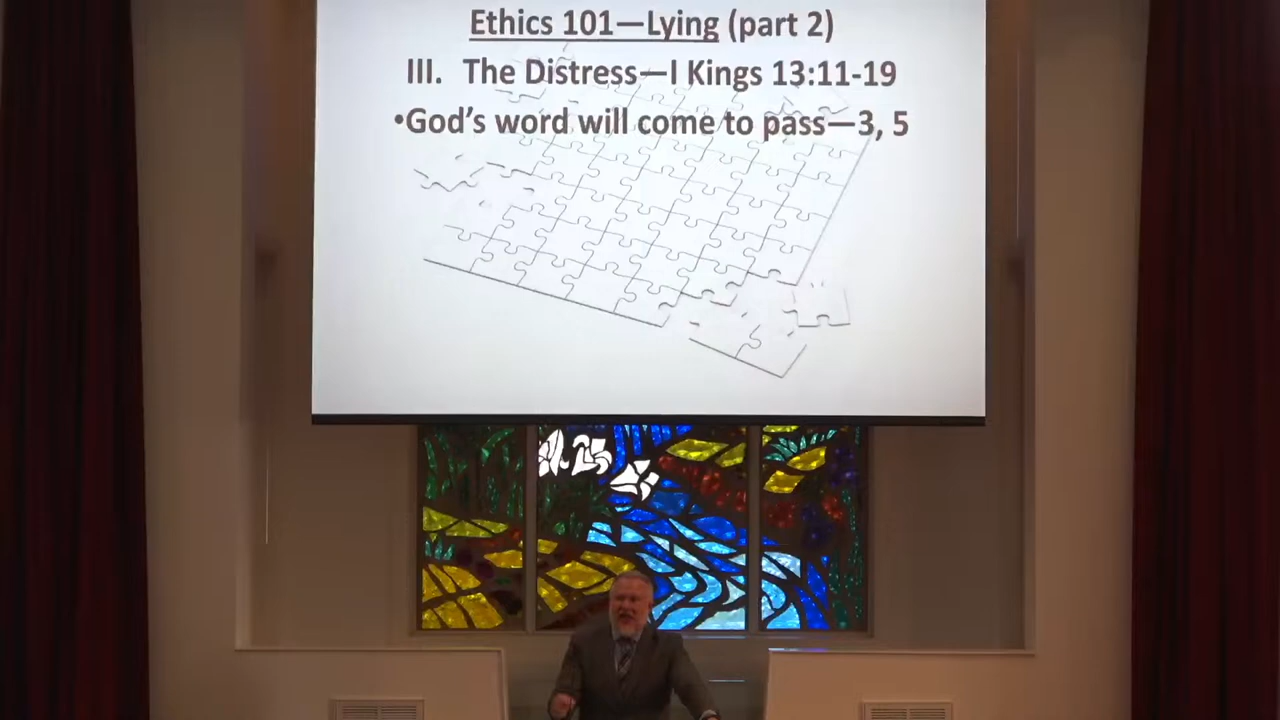 Ethics 101—Lying (part 2)
III. The Distress—I Kings 13:11-19
•God's word will come to pass—3, 5